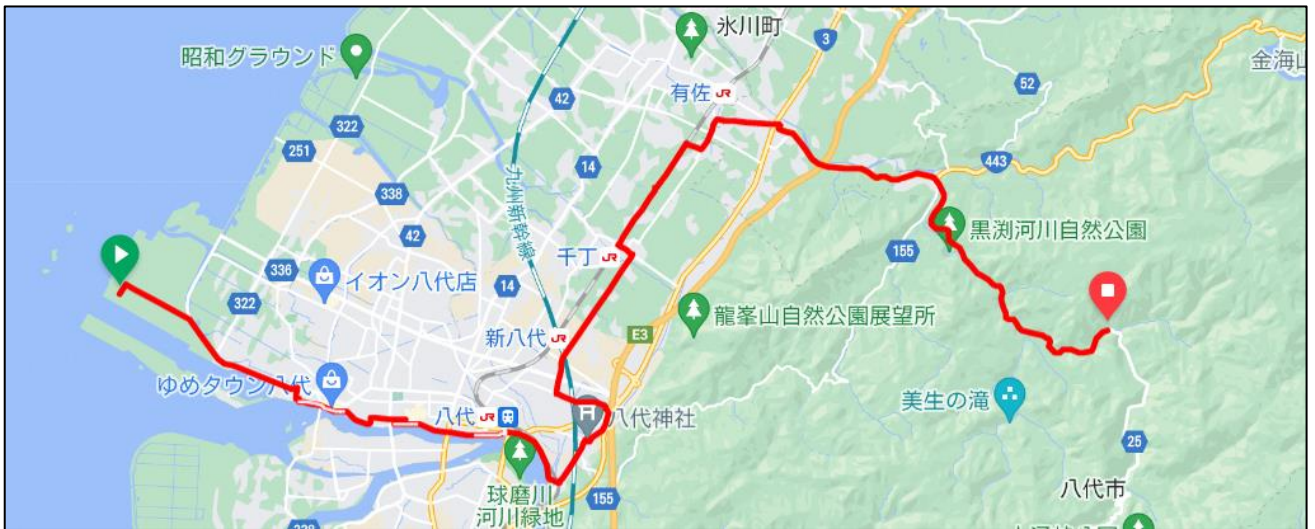 氷川町
3
昭和グラウンド
金海山
有佐 JR
52
42
322
14
443
251
九州新幹線
338
黒渕河川自然公園
42
千丁 JR
155
336
イオン八代店
14
322
龍峯山自然公園展望所
新八代 JR
E3
ゆめタウン八代
美生の滝
八代 JR
八代神社
25
球磨川
河川緑地
155
八代市